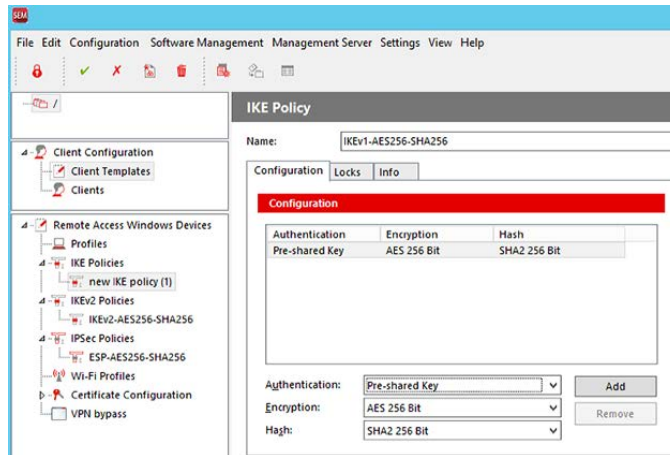 SEM
File Edit Configuration Software Management Management Server Settings View Help
/
Client Configuration
Client Templates
Clients
Remote Access Windows Devices
Profiles
IKE Policies
new IKE policy (1)
IKEv2 Policies
IKEv2-AES256-SHA256
IPSec Policies
ESP-AES256-SHA256
Wi-Fi Profiles
Certificate Configuration
VPN bypass
IKE Policy
Name: IKEv1-AES256-SHA256
Configuration Locks Info
Configuration
Authentication Encryption Hash
Pre-shared Key AES 256 Bit SHA2 256 Bit
Authentication: Pre-shared Key Add
Encryption: AES 256 Bit Remove
Hash: SHA2 256 Bit